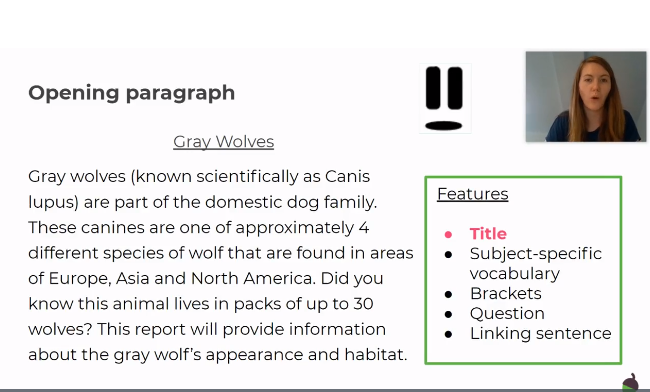 Opening paragraph
Gray Wolves
Gray wolves (known scientifically as Canis
lupus) are part of the domestic dog family.
These canines are one of approximately 4
different species of wolf that are found in areas
of Europe, Asia and North America. Did you
know this animal lives in packs of up to 30
wolves? This report will provide information
about the gray wolf's appearance and habitat.
Features
● Title
● Subject-specific
vocabulary
● Brackets
● Question
● Linking sentence